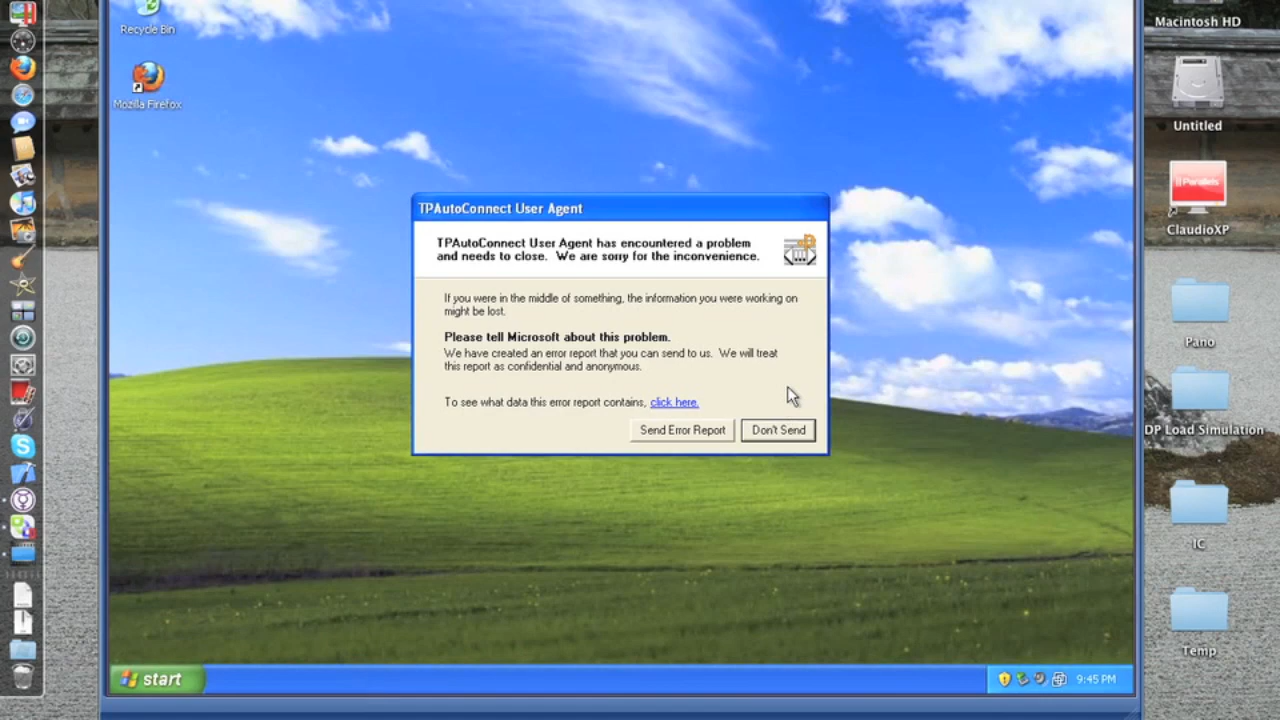 Recycle Bin
Mozilla Firefox
TPAutoConnect User Agent
TPAutoConnect User Agent has encountered a problem
and needs to close. We are sorry for the inconvenience.
If you were in the middle of something, the information you were working on
might be lost.
Please tell Microsoft about this problem.
We have created an error report that you can send to us. We will treat
this report as confidential and anonymous.
To see what data this error report contains, click here.
Send Error Report
Don't Send
start
9:45 PM
Macintosh HD
Untitled
Parallels
ClaudioXP
Pano
DP Load Simulation
IC
Temp